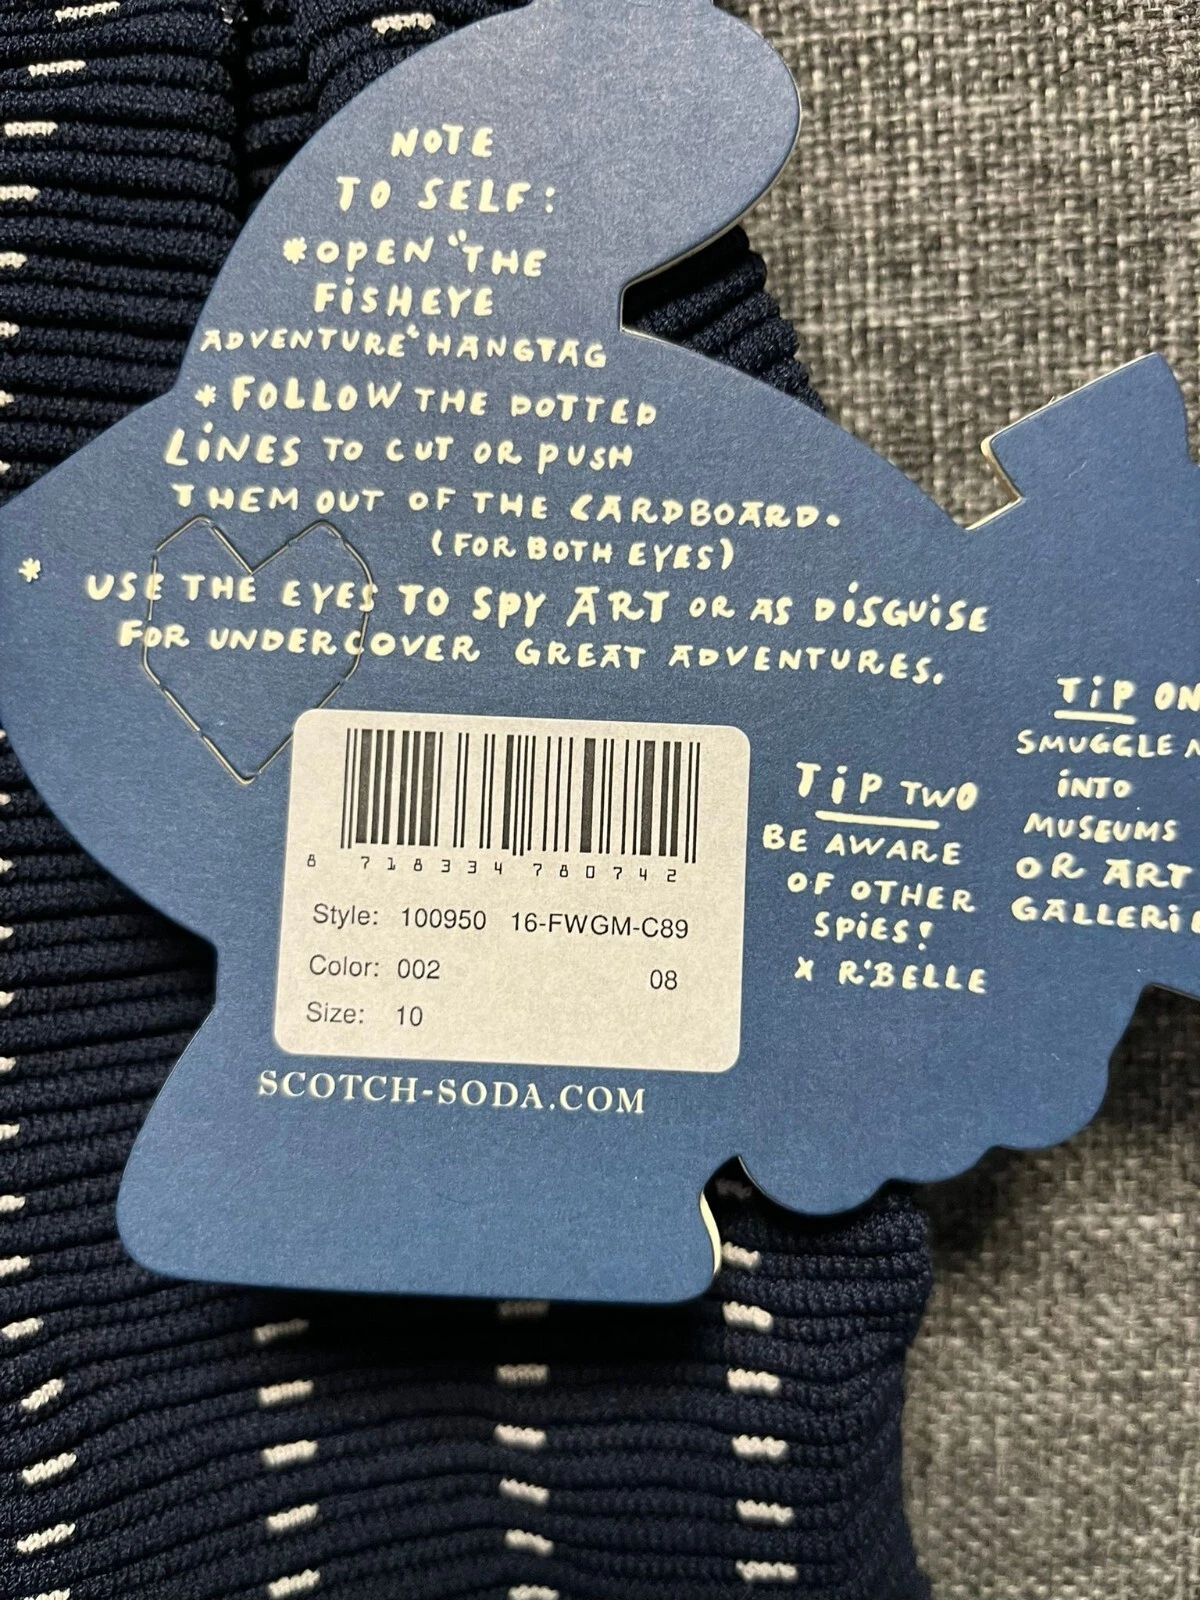 NOTE
TO SELF:
*OPEN "THE
FISHEYE
ADVENTURE" HANGTAG
* FOLLOW THE DOTTED
LINES TO CUT OR PUSH
THEM OUT OF THE CARDBOARD.
(FOR BOTH EYES)
* USE THE EYES TO SPY ART OR AS DISGUISE
FOR UNDERCOVER GREAT ADVENTURES.
TIP ON
SMUGGLE
INTO
MUSEUMS
OR ART
GALLERIE
TIP TWO
BE AWARE
OF OTHER
SPIES!
X R'BELLE
8 718334 780742
Style: 100950 16-FWGM-C89
Color: 002 08
Size: 10
SCOTCH-SODA.COM